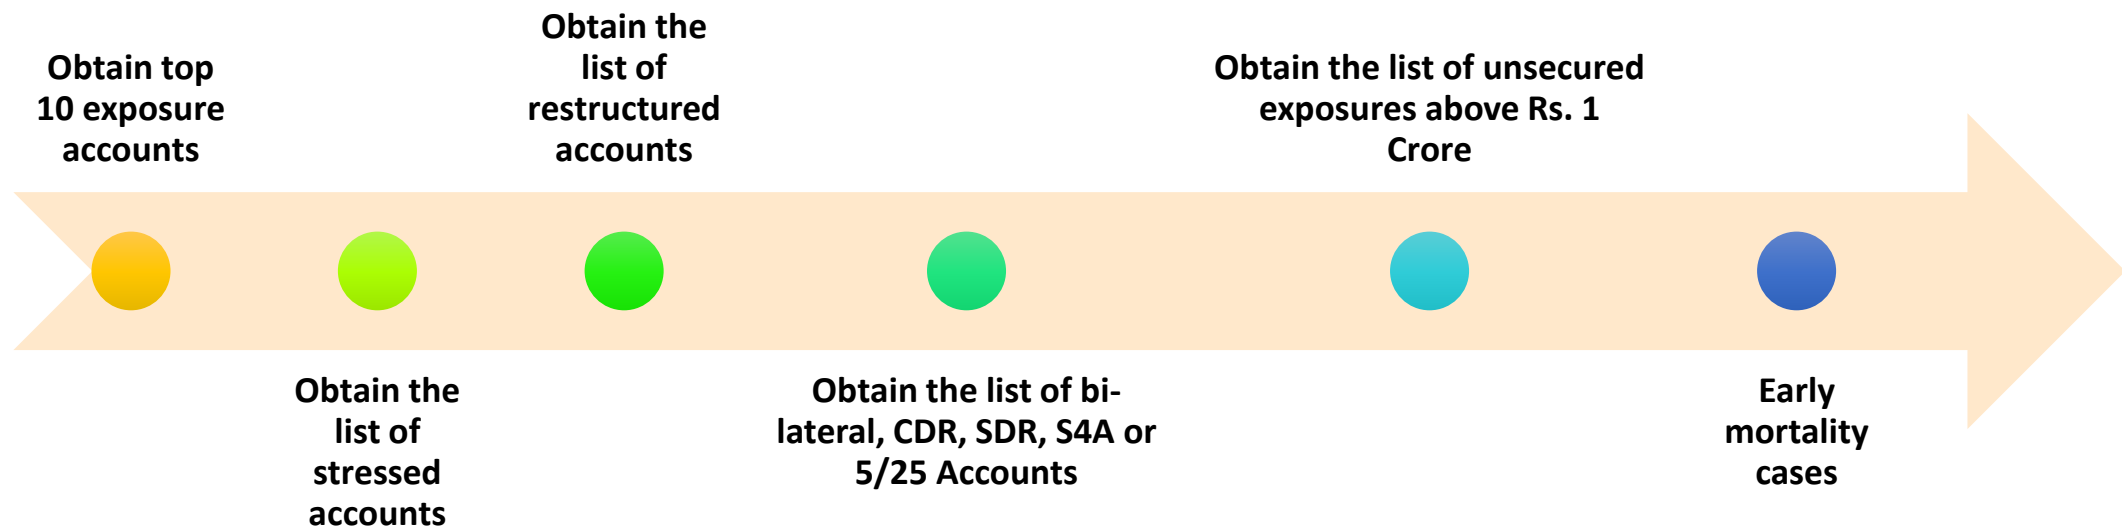 Obtain top
10 exposure
accounts
Obtain the
list of
stressed
accounts
Obtain the
list of
restructured
accounts
Obtain the list of bi-
lateral, CDR, SDR, S4A or
5/25 Accounts
Obtain the list of unsecured
exposures above Rs. 1
Crore
Early
mortality
cases